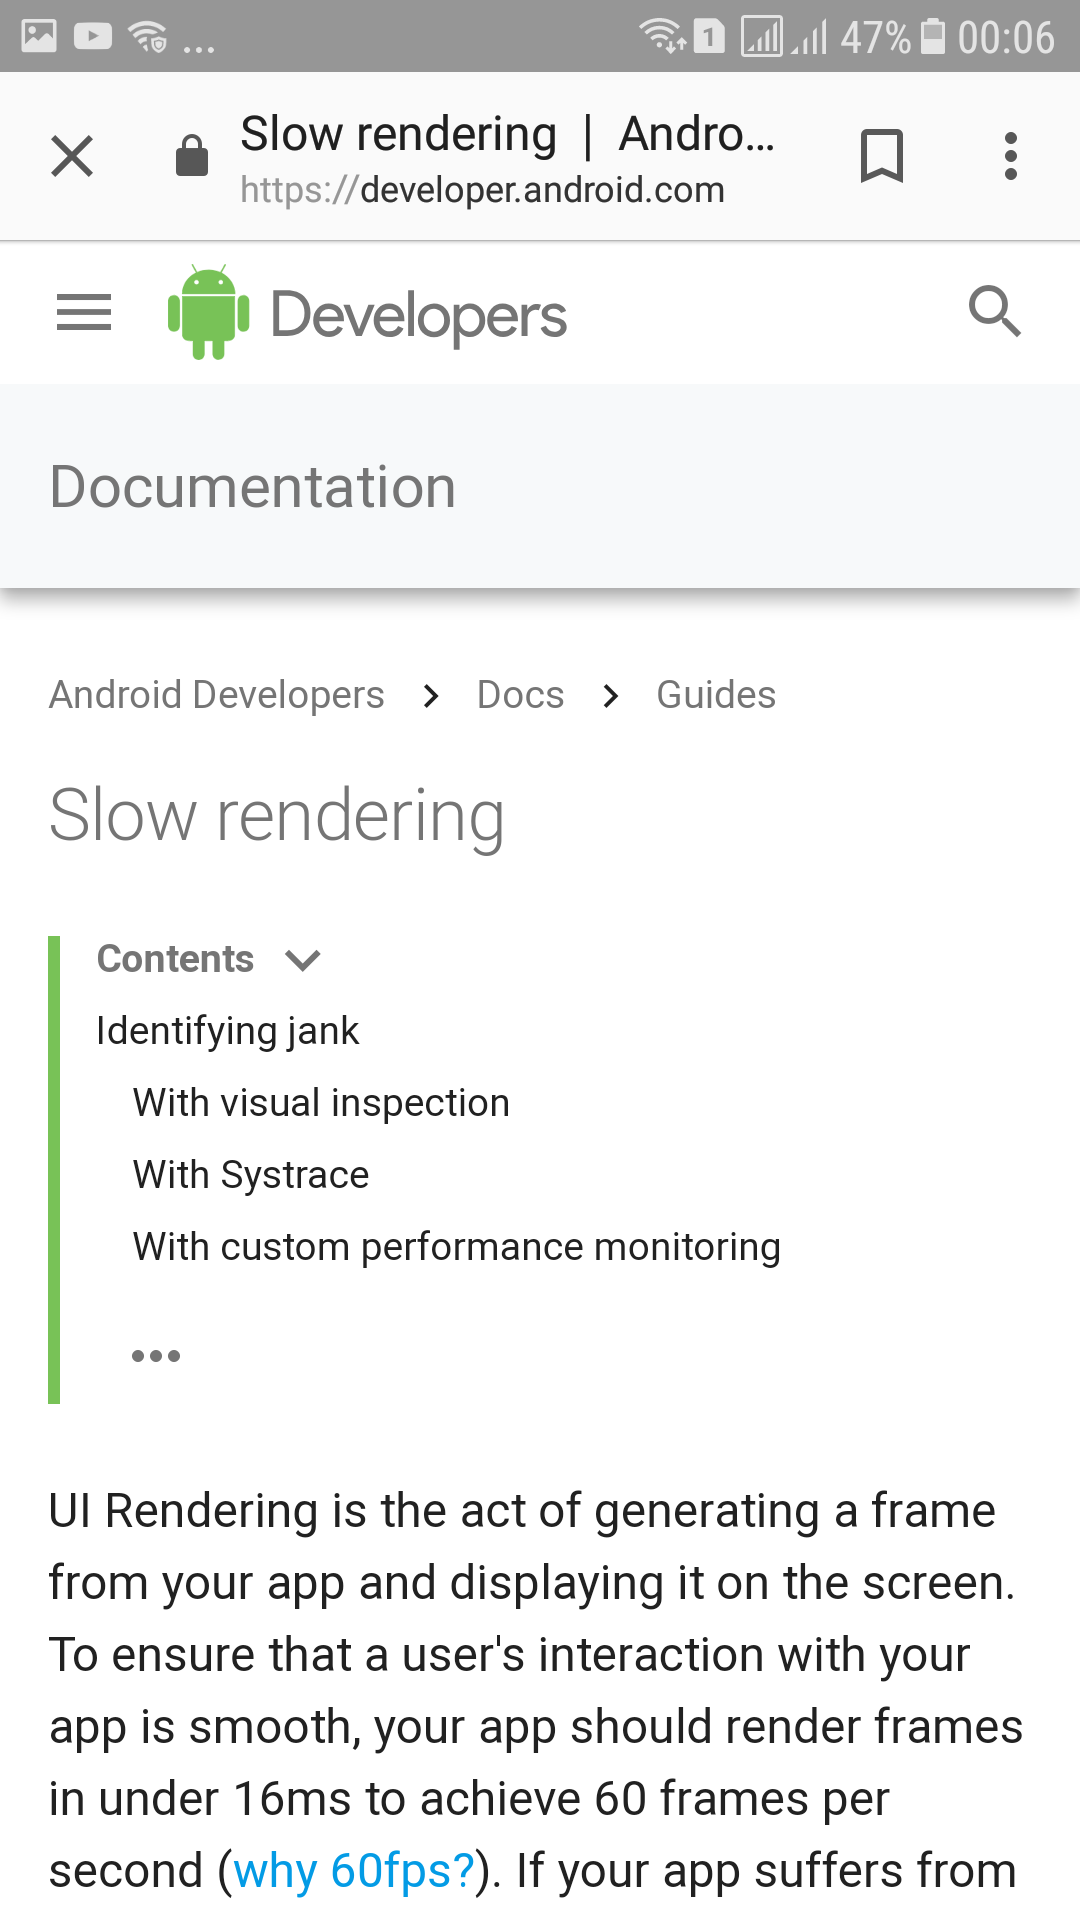 ... 1 47% 00:06
Slow rendering | Andro...
https://developer.android.com
Developers
Documentation
Android Developers > Docs > Guides
Slow rendering
Contents
Identifying jank
With visual inspection
With Systrace
With custom performance monitoring
•••
UI Rendering is the act of generating a frame
from your app and displaying it on the screen.
To ensure that a user's interaction with your
app is smooth, your app should render frames
in under 16ms to achieve 60 frames per
second (why 60fps?). If your app suffers from